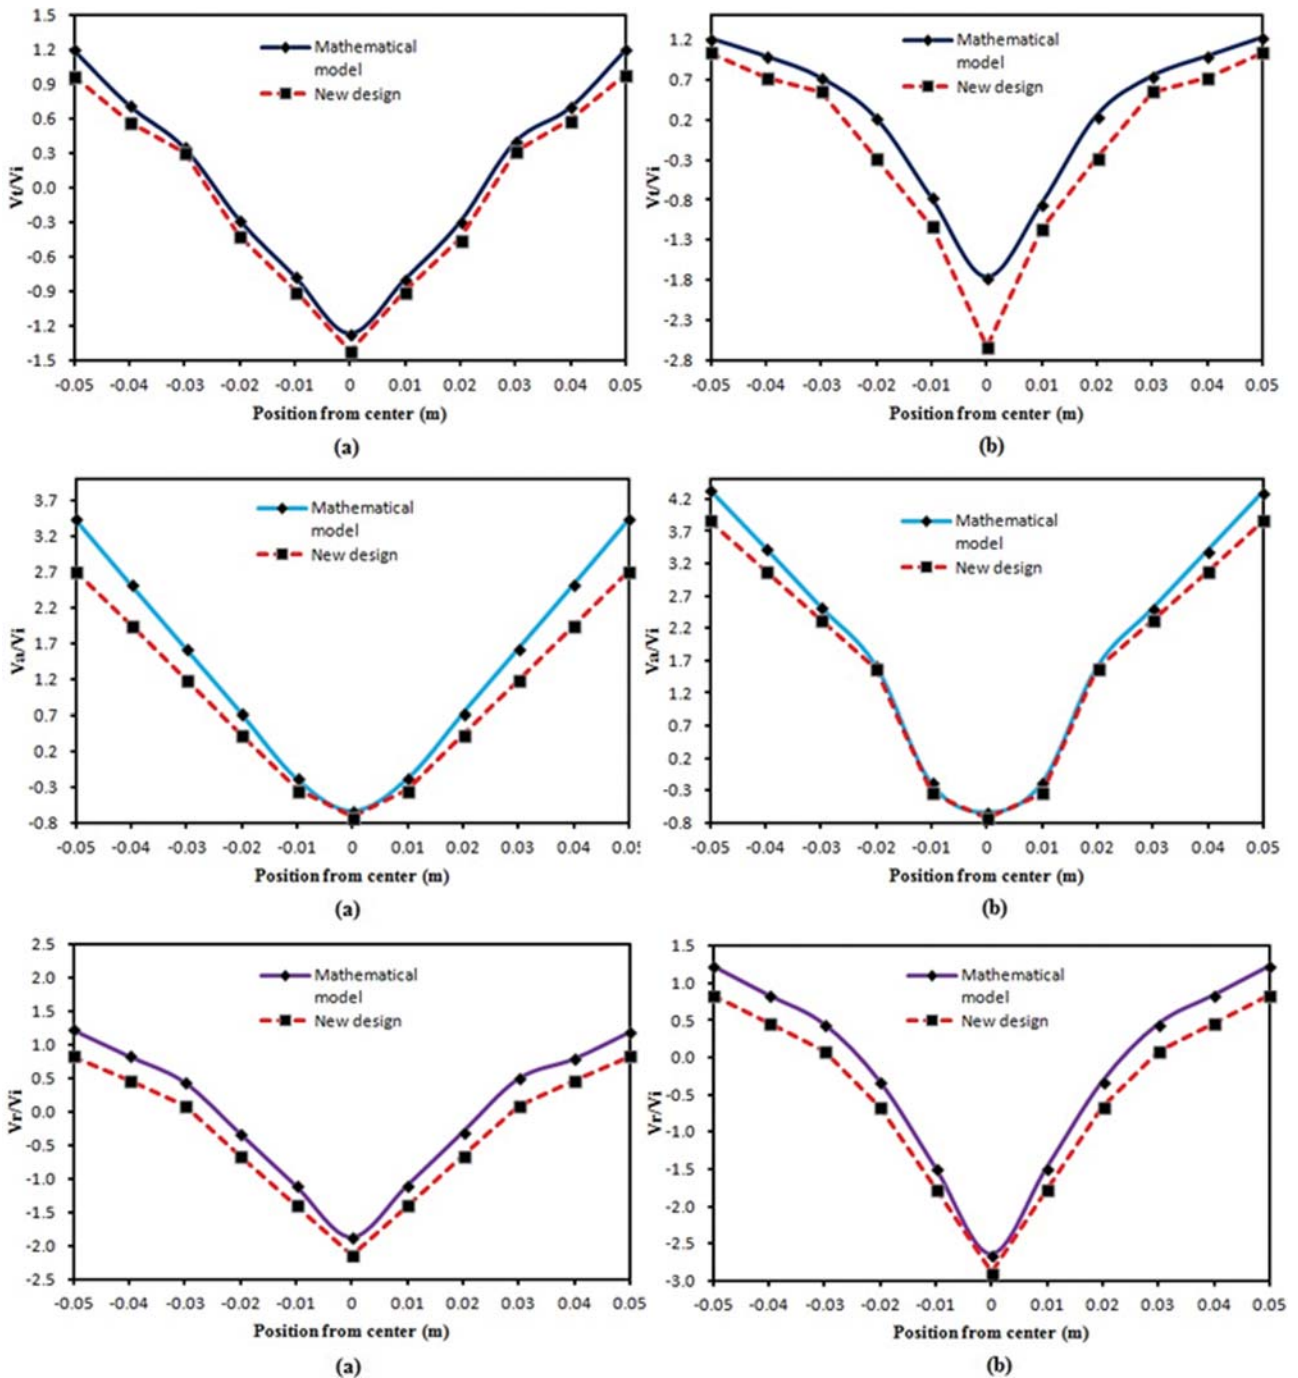 1.5
1.2
0.9
0.6
0.3
0.0
-0.3
-0.6
-0.9
-1.2
-1.5
Vt/Vi
Mathematical
model
New design
-0.05 -0.04 -0.03 -0.02 -0.01 0 0.01 0.02 0.03 0.04 0.05
Position from center (m)
(a)
1.2
0.7
0.2
-0.3
-0.8
-1.3
-1.8
-2.3
-2.8
Vt/Vi
Mathematical
model
New design
-0.05 -0.04 -0.03 -0.02 -0.01 0 0.01 0.02 0.03 0.04 0.05
Position from center (m)
(b)
3.7
3.2
2.7
2.2
1.7
1.2
0.7
0.2
-0.3
-0.8
Va/Vi
Mathematical
model
New design
-0.05 -0.04 -0.03 -0.02 -0.01 0 0.01 0.02 0.03 0.04 0.0
Position from center (m)
(a)
4.2
3.7
3.2
2.7
2.2
1.7
1.2
0.7
0.2
-0.3
-0.8
Va/Vi
Mathematical
model
New design
-0.05 -0.04 -0.03 -0.02 -0.01 0 0.01 0.02 0.03 0.04 0.05
Position from center (m)
(b)
2.5
2.0
1.5
1.0
0.5
0.0
-0.5
-1.0
-1.5
-2.0
-2.5
Vr/Vi
Mathematical
model
New design
-0.05 -0.04 -0.03 -0.02 -0.01 0 0.01 0.02 0.03 0.04 0.05
Position from center (m)
(a)
1.5
1.0
0.5
0.0
-0.5
-1.0
-1.5
-2.0
-2.5
-3.0
Vr/Vi
Mathematical
model
New design
-0.05 -0.04 -0.03 -0.02 -0.01 0 0.01 0.02 0.03 0.04 0.05
Position from center (m)
(b)